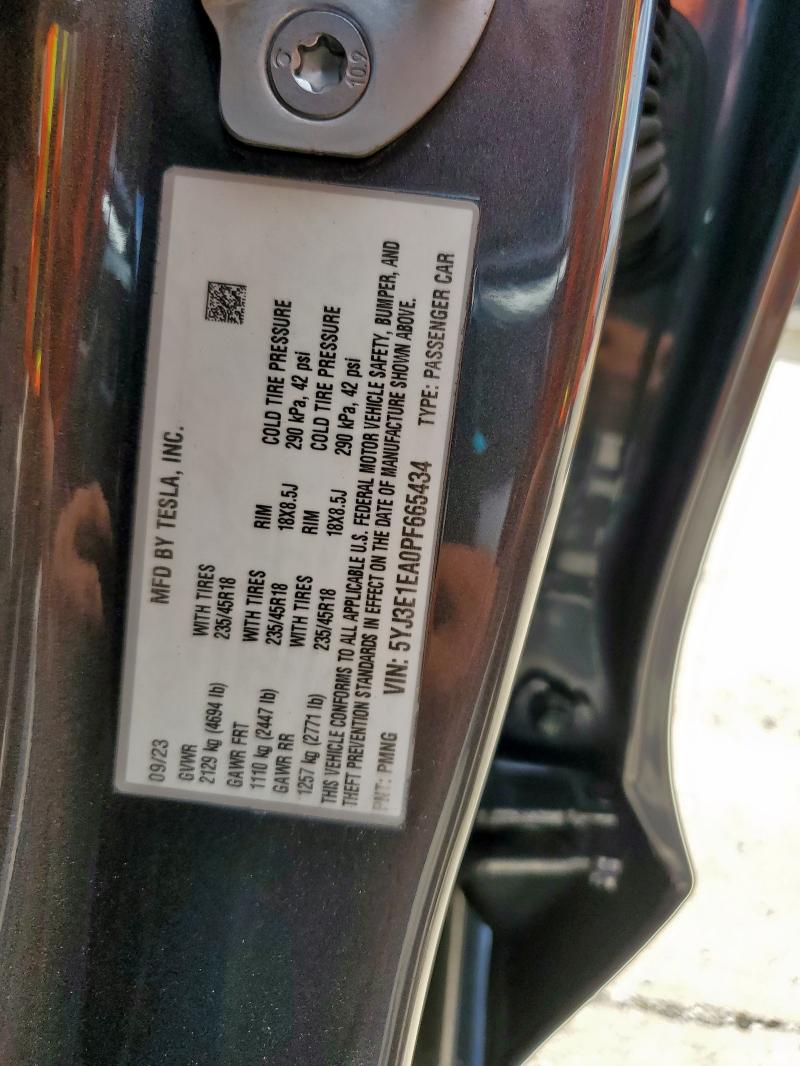 09/23 MFD BY TESLA, INC.
GVWR
2129 kg (4694 lb) WITH TIRES
235/45R18
GAWR FRT
1110 kg (2447 lb) WITH TIRES RIM COLD TIRE PRESSURE
235/45R18 18X8.5J 290 kPa, 42 psi
GAWR RR
1257 kg (2771 lb) WITH TIRES RIM COLD TIRE PRESSURE
235/45R18 18X8.5J 290 kPa, 42 psi
THIS VEHICLE CONFORMS TO ALL APPLICABLE U.S. FEDERAL MOTOR VEHICLE SAFETY, BUMPER, AND
THEFT PREVENTION STANDARDS IN EFFECT ON THE DATE OF MANUFACTURE SHOWN ABOVE.
PNT: PMNG VIN: 5YJ3E1EA0PF665434 TYPE: PASSENGER CAR
10.9